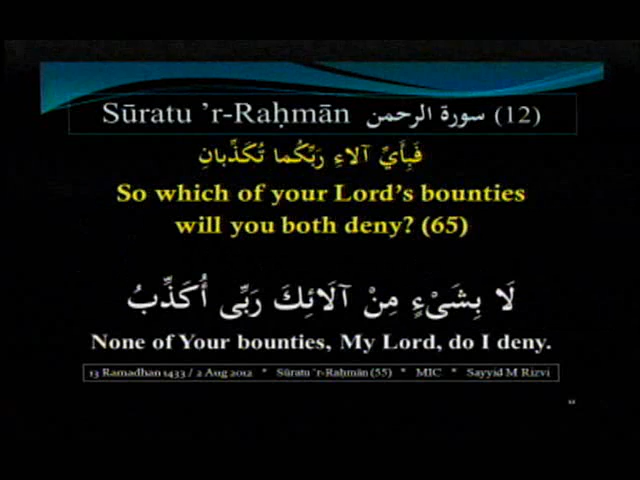 Sūratu ’r-Raḥmān سورة الرحمن (12)
فَبِأَيِّ آلاءِ رَبِّكُما تُكَذِّبانِ
So which of your Lord’s bounties
will you both deny? (65)
لَا بِشَیْءٍ مِنْ آلَائِكَ رَبِّی أُكَذِّبُ
None of Your bounties, My Lord, do I deny.
13 Ramadhan 1433 / 2 Aug 2012 * Sūratu ’r-Raḥmān (55) * MIC * Sayyid M Rizvi